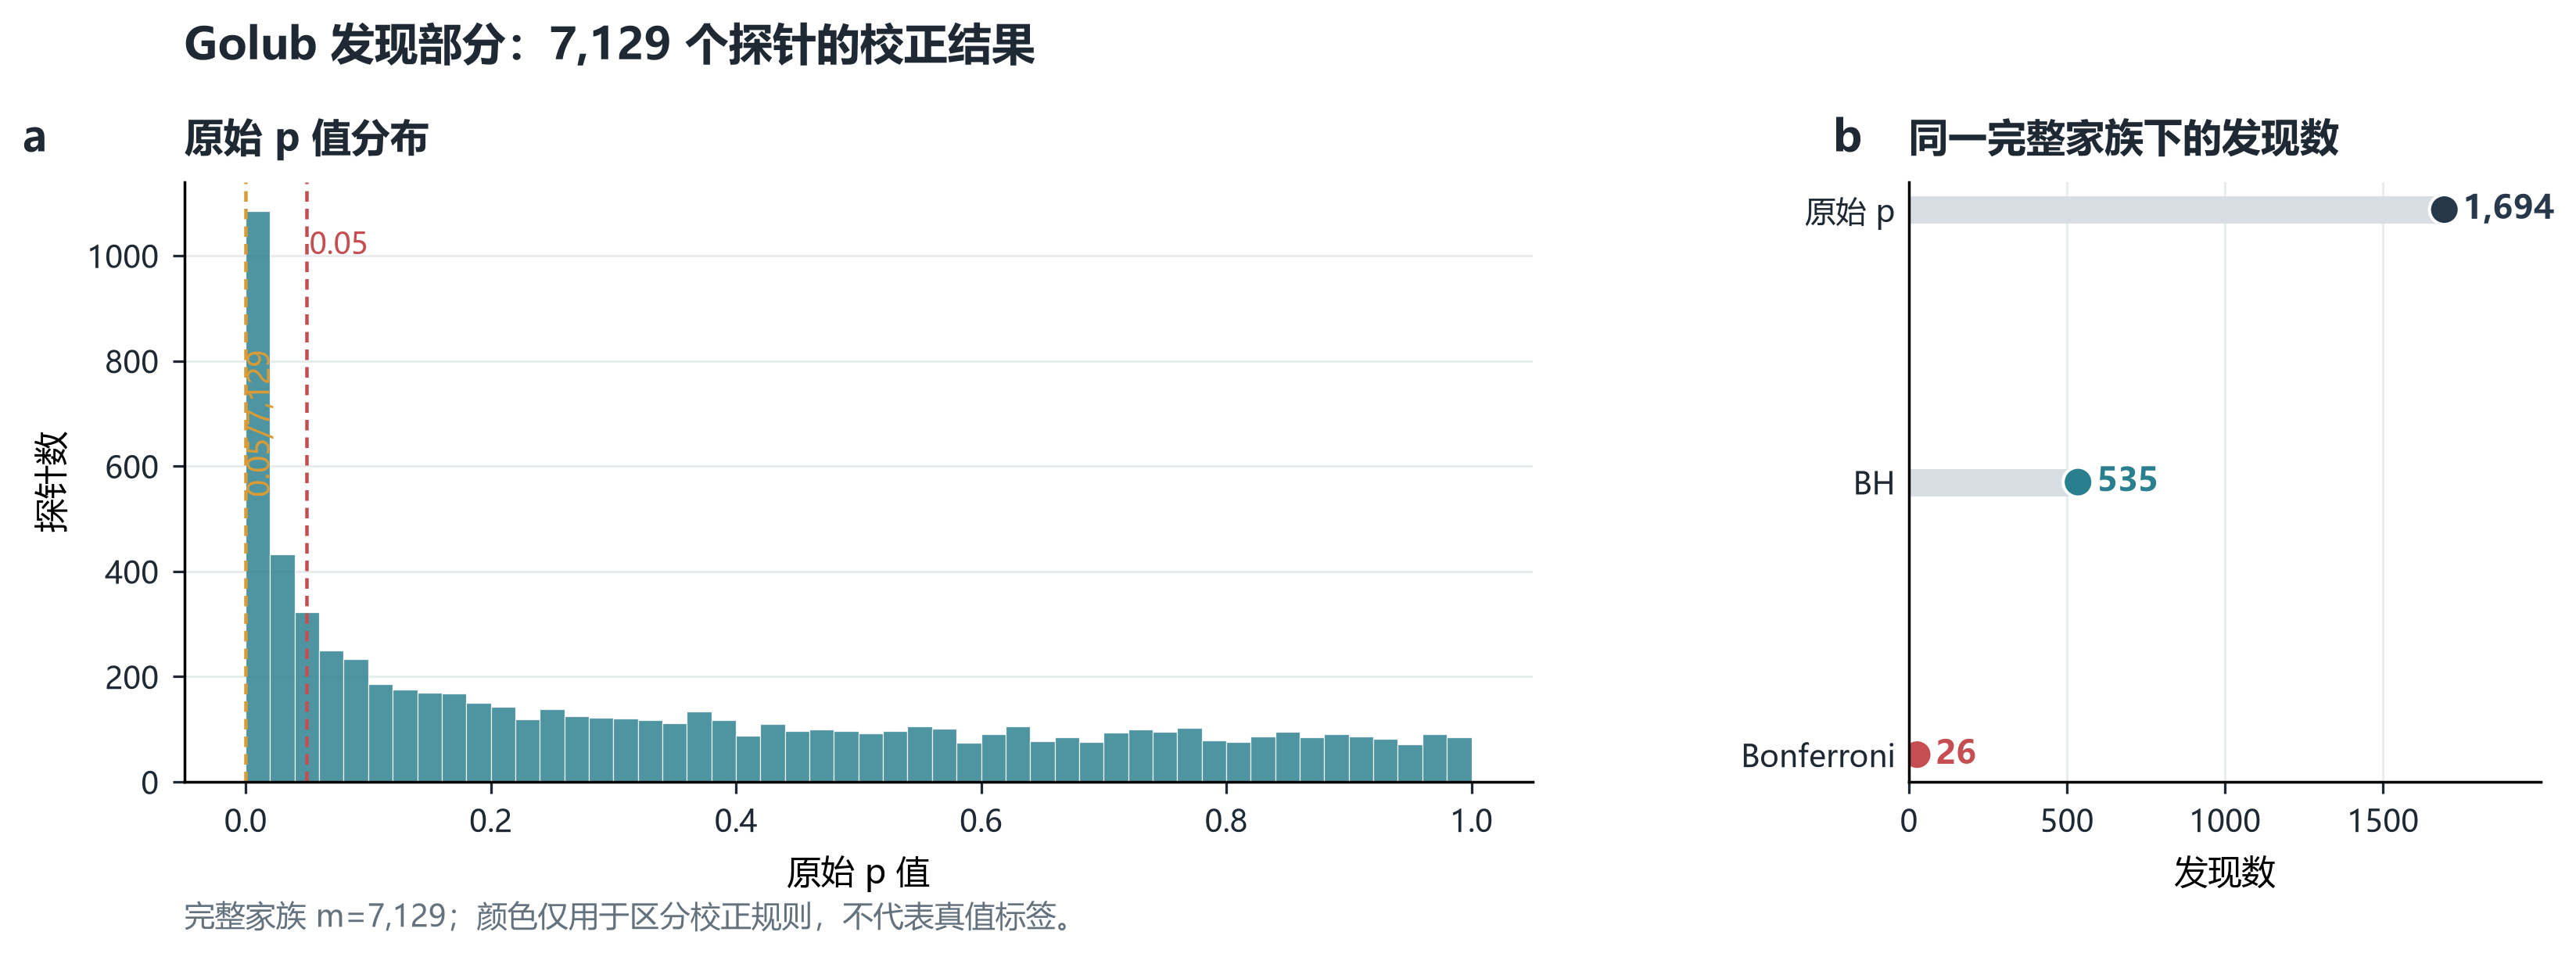 Golub 发现部分：7,129 个探针的校正结果
a
原始 p 值分布
探针数
1000
800
600
400
200
0
0.05/7,129
0.05
0.0
0.2
0.4
0.6
0.8
1.0
原始 p 值
完整家族 m=7,129；颜色仅用于区分校正规则，不代表真值标签。
b
同一完整家族下的发现数
原始 p
1,694
BH
535
Bonferroni
26
0
500
1000
1500
发现数